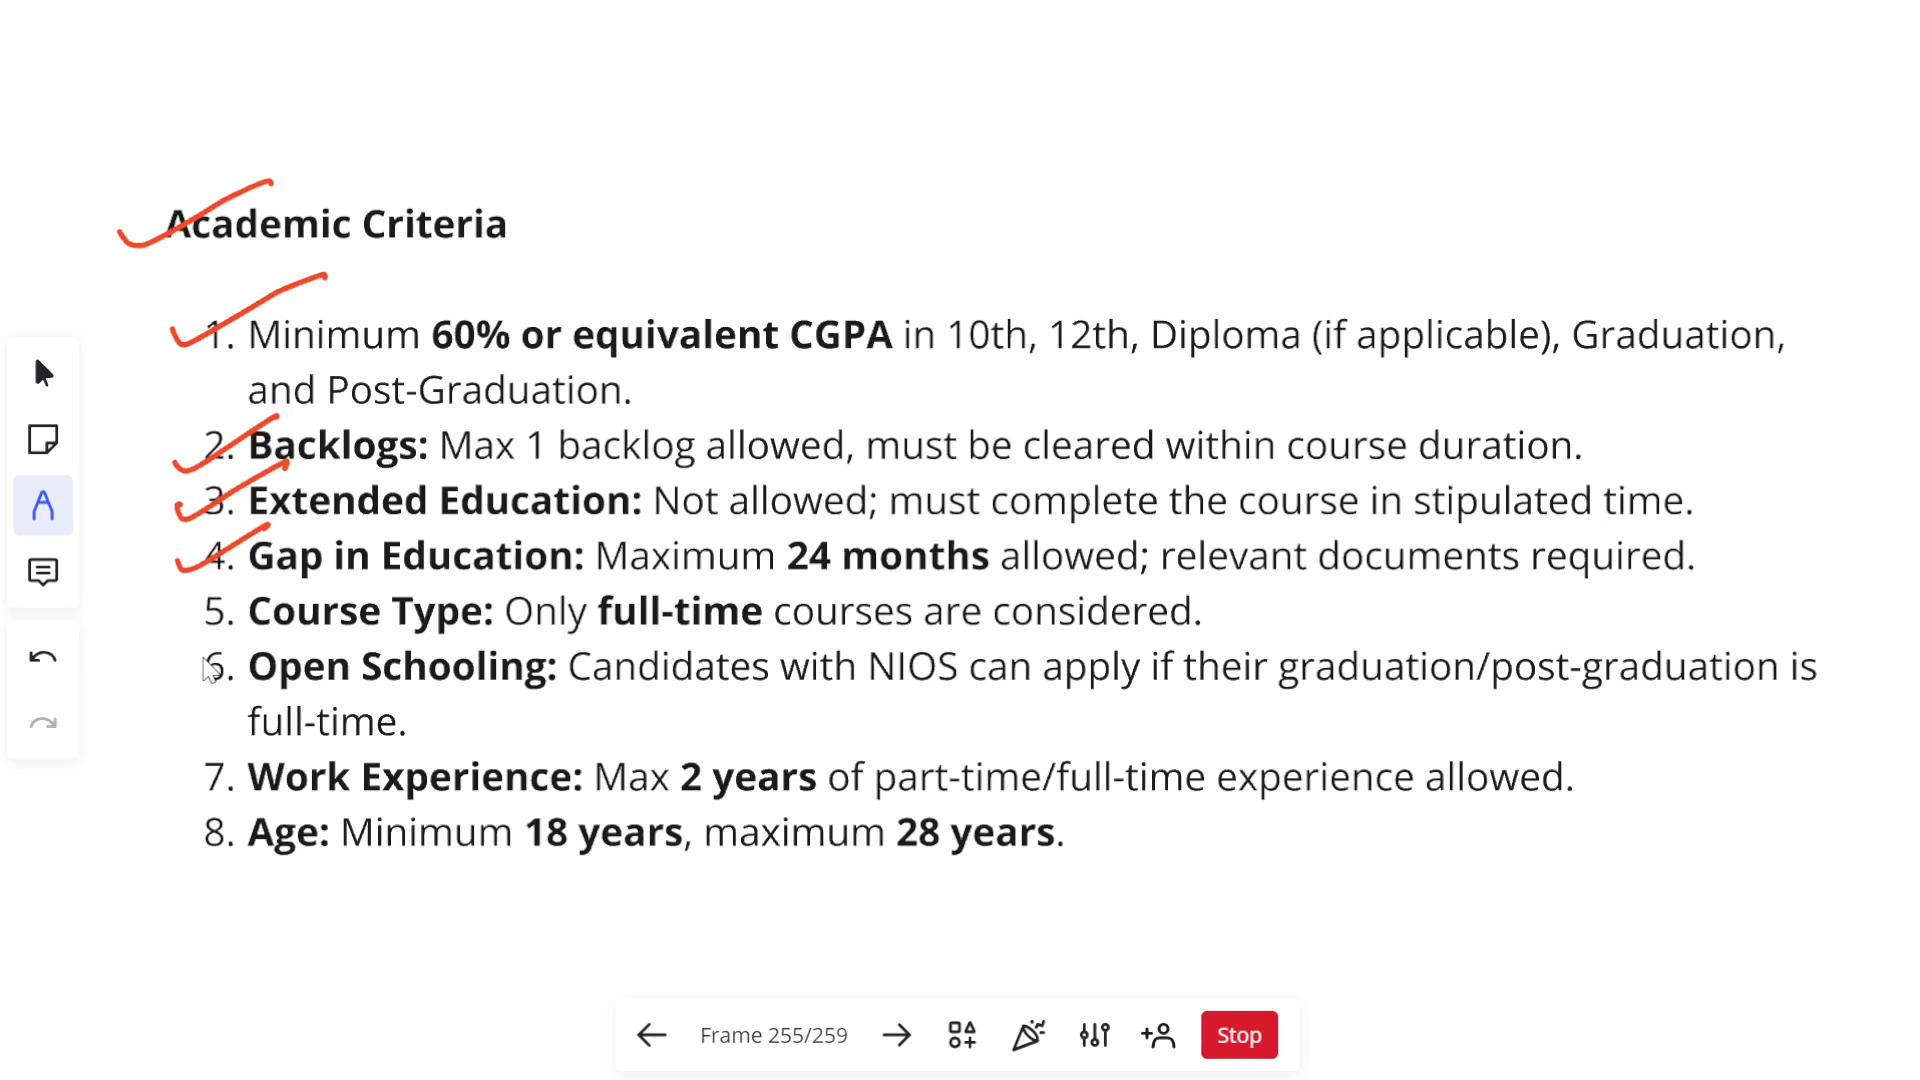 Academic Criteria
1. Minimum 60% or equivalent CGPA in 10th, 12th, Diploma (if applicable), Graduation,
and Post-Graduation.
2. Backlogs: Max 1 backlog allowed, must be cleared within course duration.
3. Extended Education: Not allowed; must complete the course in stipulated time.
4. Gap in Education: Maximum 24 months allowed; relevant documents required.
5. Course Type: Only full-time courses are considered.
6. Open Schooling: Candidates with NIOS can apply if their graduation/post-graduation is
full-time.
7. Work Experience: Max 2 years of part-time/full-time experience allowed.
8. Age: Minimum 18 years, maximum 28 years.
Frame 255/259
Stop